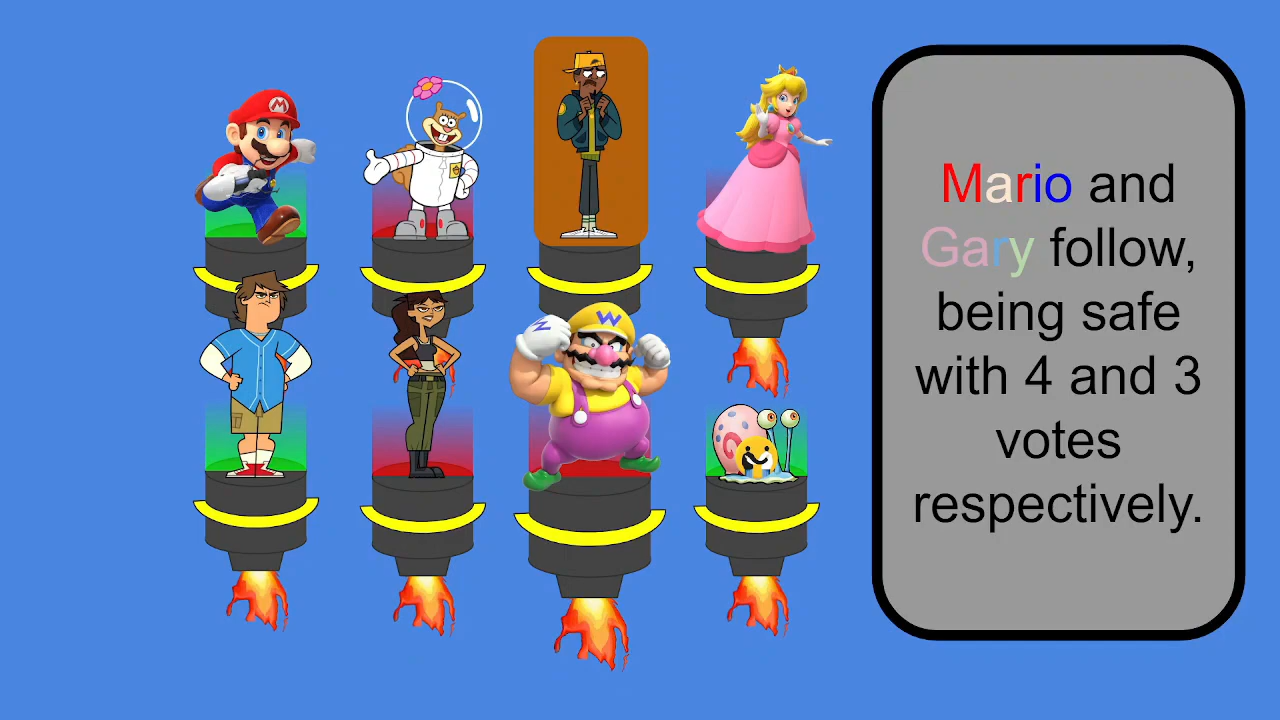 M
W
Mario and
Gary follow,
being safe
with 4 and 3
votes
respectively.